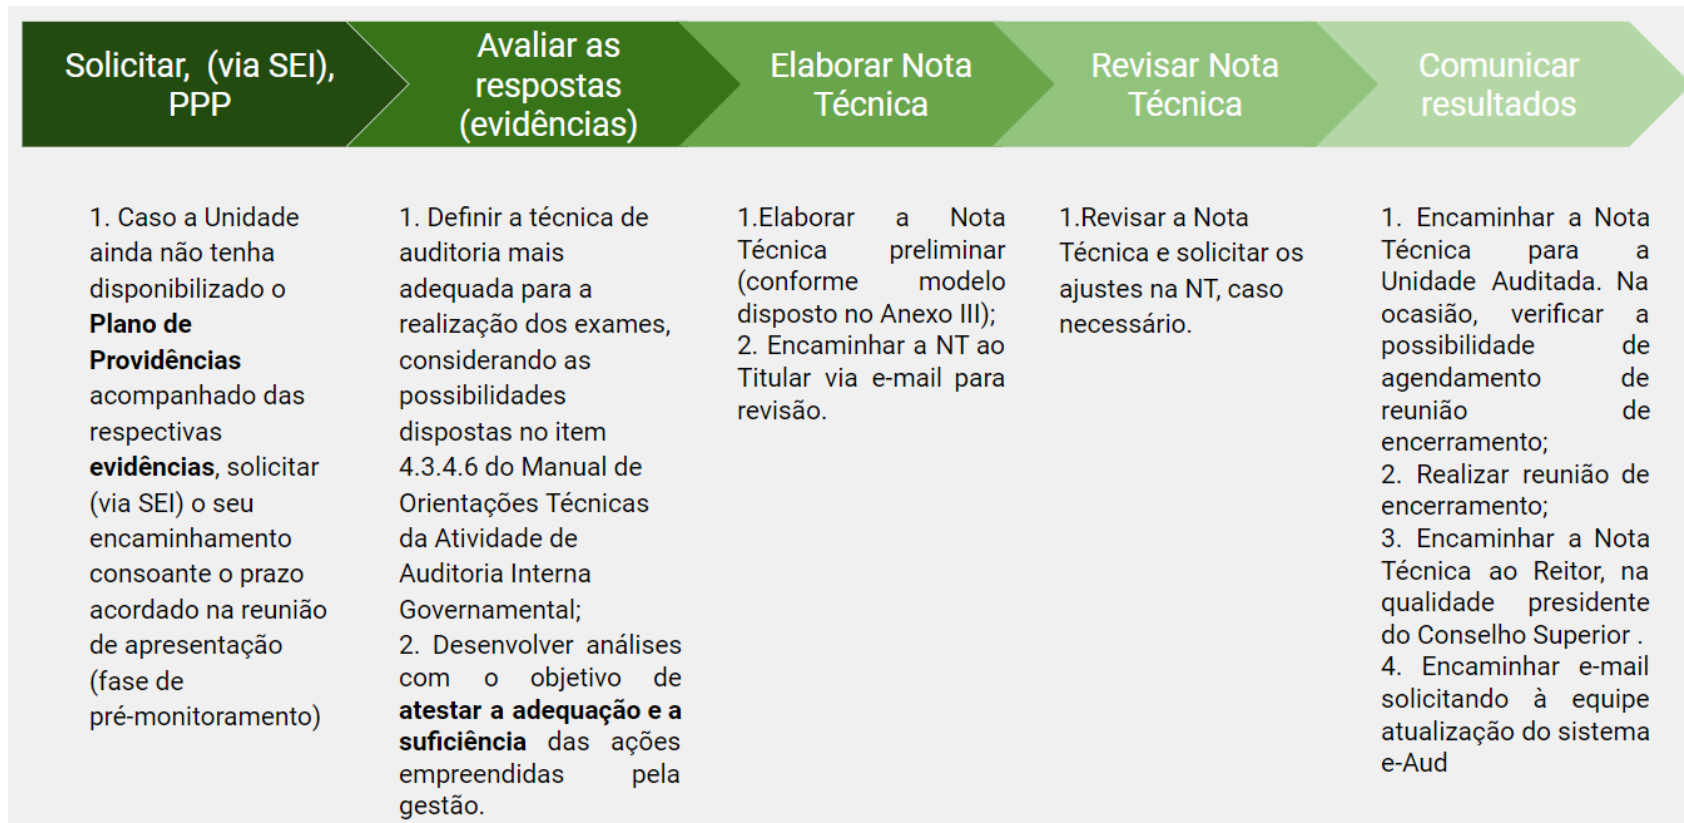 Solicitar, (via SEI),
PPP
Avaliar as
respostas
(evidências)
Elaborar Nota
Técnica
Revisar Nota
Técnica
Comunicar
resultados
1. Caso a Unidade
ainda não tenha
disponibilizado o
Plano de
Providências
acompanhado das
respectivas
evidências, solicitar
(via SEI) o seu
encaminhamento
consoante o prazo
acordado na reunião
de apresentação
(fase de
pré-monitoramento)
1. Definir a técnica de
auditoria mais
adequada para a
realização dos exames,
considerando as
possibilidades
dispostas no item
4.3.4.6 do Manual de
Orientações Técnicas
da Atividade de
Auditoria Interna
Governamental;
2. Desenvolver análises
com o objetivo de
atestar a adequação e a
suficiência das ações
empreendidas pela
gestão.
1.Elaborar a Nota
Técnica preliminar
(conforme modelo
disposto no Anexo III);
2. Encaminhar a NT ao
Titular via e-mail para
revisão.
1.Revisar a Nota
Técnica e solicitar os
ajustes na NT, caso
necessário.
1. Encaminhar a Nota
Técnica para a
Unidade Auditada. Na
ocasião, verificar a
possibilidade de
agendamento de
reunião de
encerramento;
2. Realizar reunião de
encerramento;
3. Encaminhar a Nota
Técnica ao Reitor, na
qualidade presidente
do Conselho Superior .
4. Encaminhar e-mail
solicitando à equipe
atualização do sistema
e-Aud